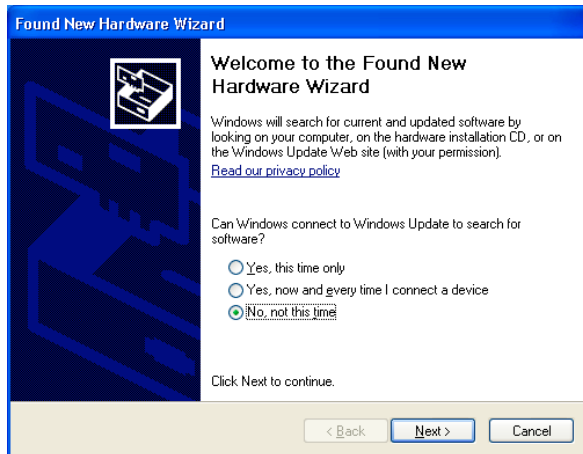 Found New Hardware Wizard
Welcome to the Found New
Hardware Wizard
Windows will search for current and updated software by
looking on your computer, on the hardware installation CD, or on
the Windows Update Web site (with your permission).
Read our privacy policy
Can Windows connect to Windows Update to search for
software?
Yes, this time only
Yes, now and every time I connect a device
No, not this time
Click Next to continue.
< Back
Next >
Cancel